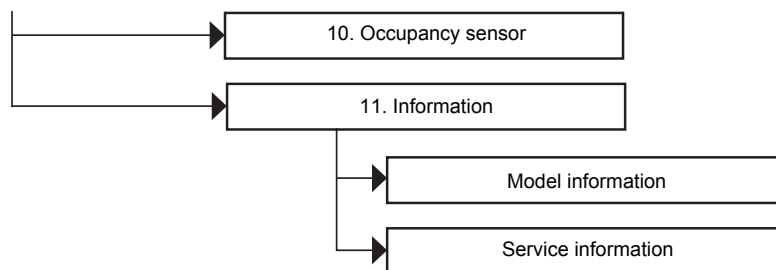 10. Occupancy sensor
11. Information
Model information
Service information